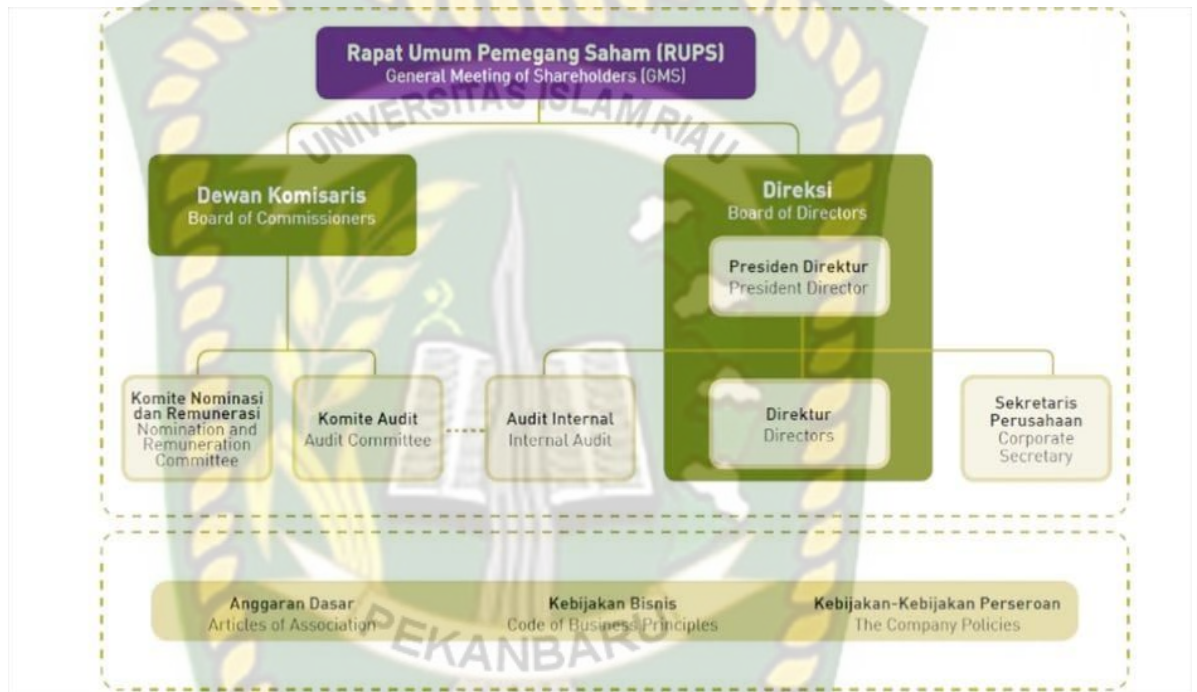 Rapat Umum Pemegang Saham (RUPS)
General Meeting of Shareholders (GMS)
UNIVERSITAS ISLAM RIAU
Dewan Komisaris
Board of Commissioners
Direksi
Board of Directors
Presiden Direktur
President Director
Komite Nominasi
dan Remunerasi
Nomination and
Remuneration
Committee
Komite Audit
Audit Committee
Audit Internal
Internal Audit
Direktur
Directors
Sekretaris
Perusahaan
Corporate
Secretary
Anggaran Dasar
Articles of Association
Kebijakan Bisnis
Code of Business Principles
Kebijakan-Kebijakan Perseroan
The Company Policies
PEKANBARU